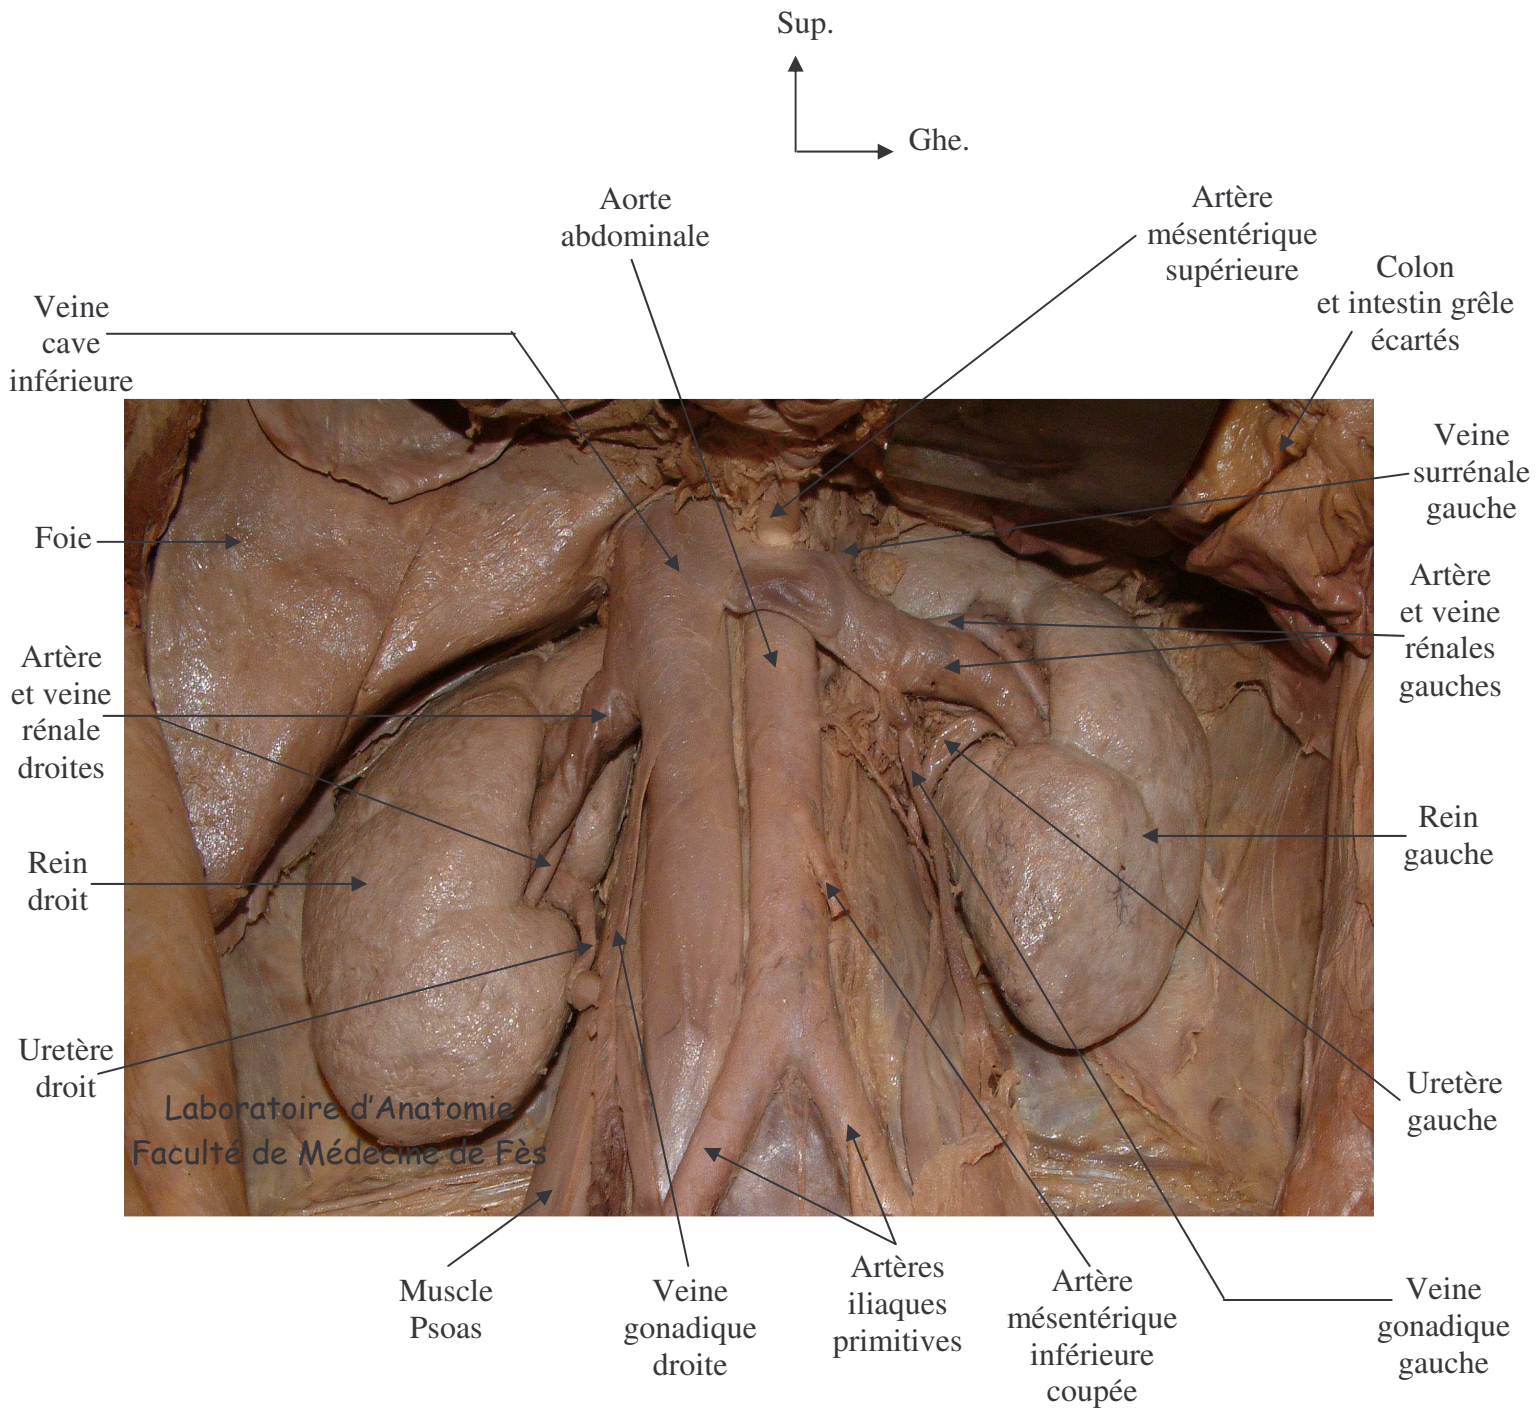 Sup.
Ghe.
Aorte
abdominale
Artère
mésentérique
supérieure
Colon
et intestin grêle
écartés
Veine
cave
inférieure
Veine
surrénale
gauche
Foie
Artère
et veine
rénales
gauches
Artère
et veine
rénale
droites
Rein
gauche
Rein
droit
Uretère
droit
Uretère
gauche
Laboratoire d'Anatomie
Faculté de Médecine de Fès
Muscle
Psoas
Veine
gonadique
droite
Artères
iliaques
primitives
Artère
mésentérique
inférieure
coupée
Veine
gonadique
gauche